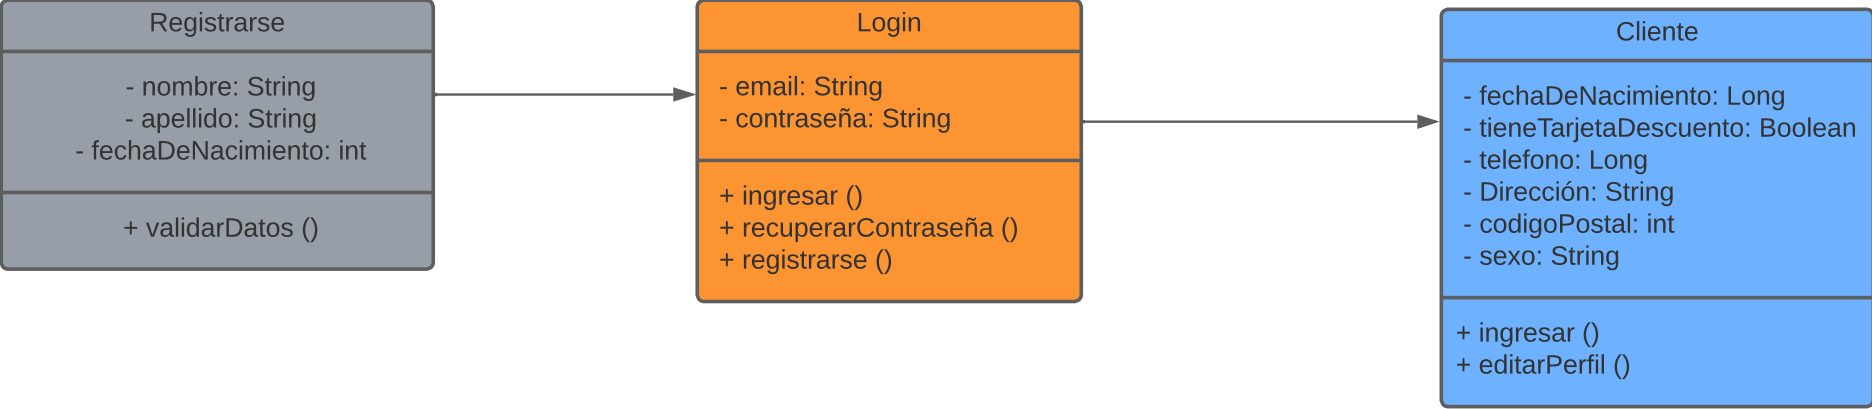 Registrarse
- nombre: String
- apellido: String
- fechaDeNacimiento: int
+ validarDatos ()
Login
- email: String
- contraseña: String
+ ingresar ()
+ recuperarContraseña ()
+ registrarse ()
Cliente
- fechaDeNacimiento: Long
- tieneTarjetaDescuento: Boolean
- telefono: Long
- Dirección: String
- codigoPostal: int
- sexo: String
+ ingresar ()
+ editarPerfil ()